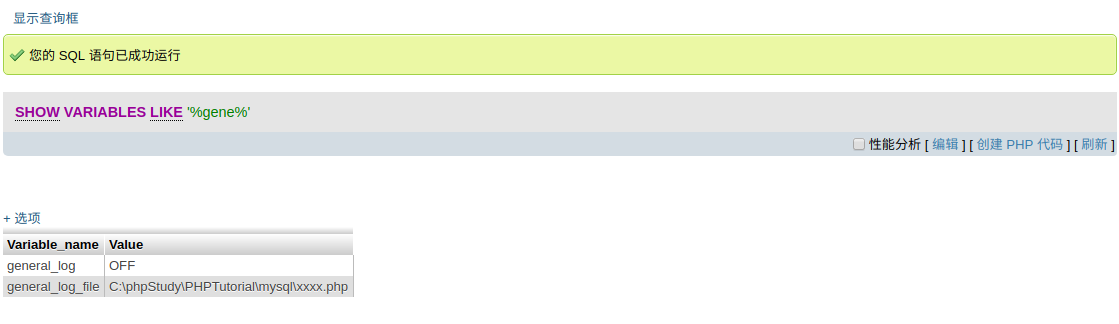 显示查询框
您的 SQL 语句已成功运行
SHOW VARIABLES LIKE '%gene%'
性能分析 [ 编辑 ] [ 创建 PHP 代码 ] [ 刷新 ]
+ 选项
Variable_name Value
general_log OFF
general_log_file C:\phpStudy\PHPTutorial\mysql\xxxx.php